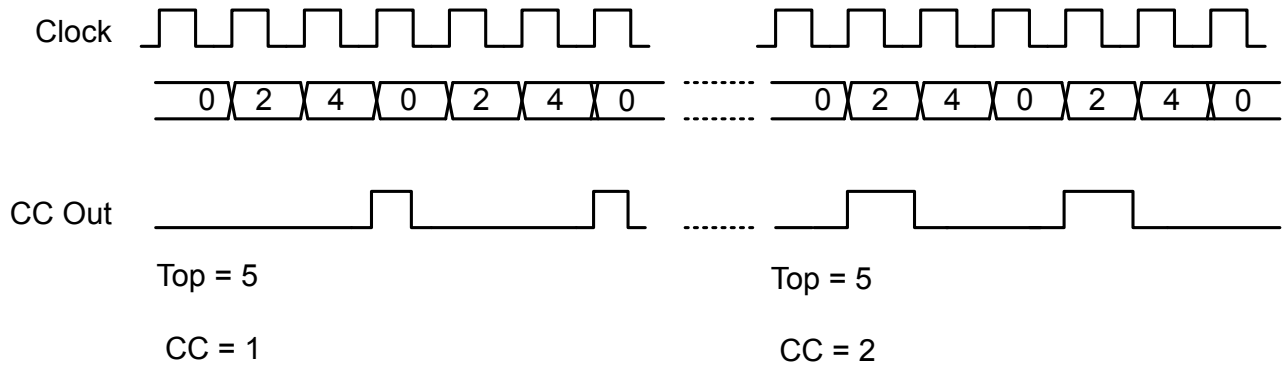 Clock
0 2 4 0 2 4 0 0 2 4 0 2 4 0
CC Out
Top = 5 Top = 5
CC = 1 CC = 2